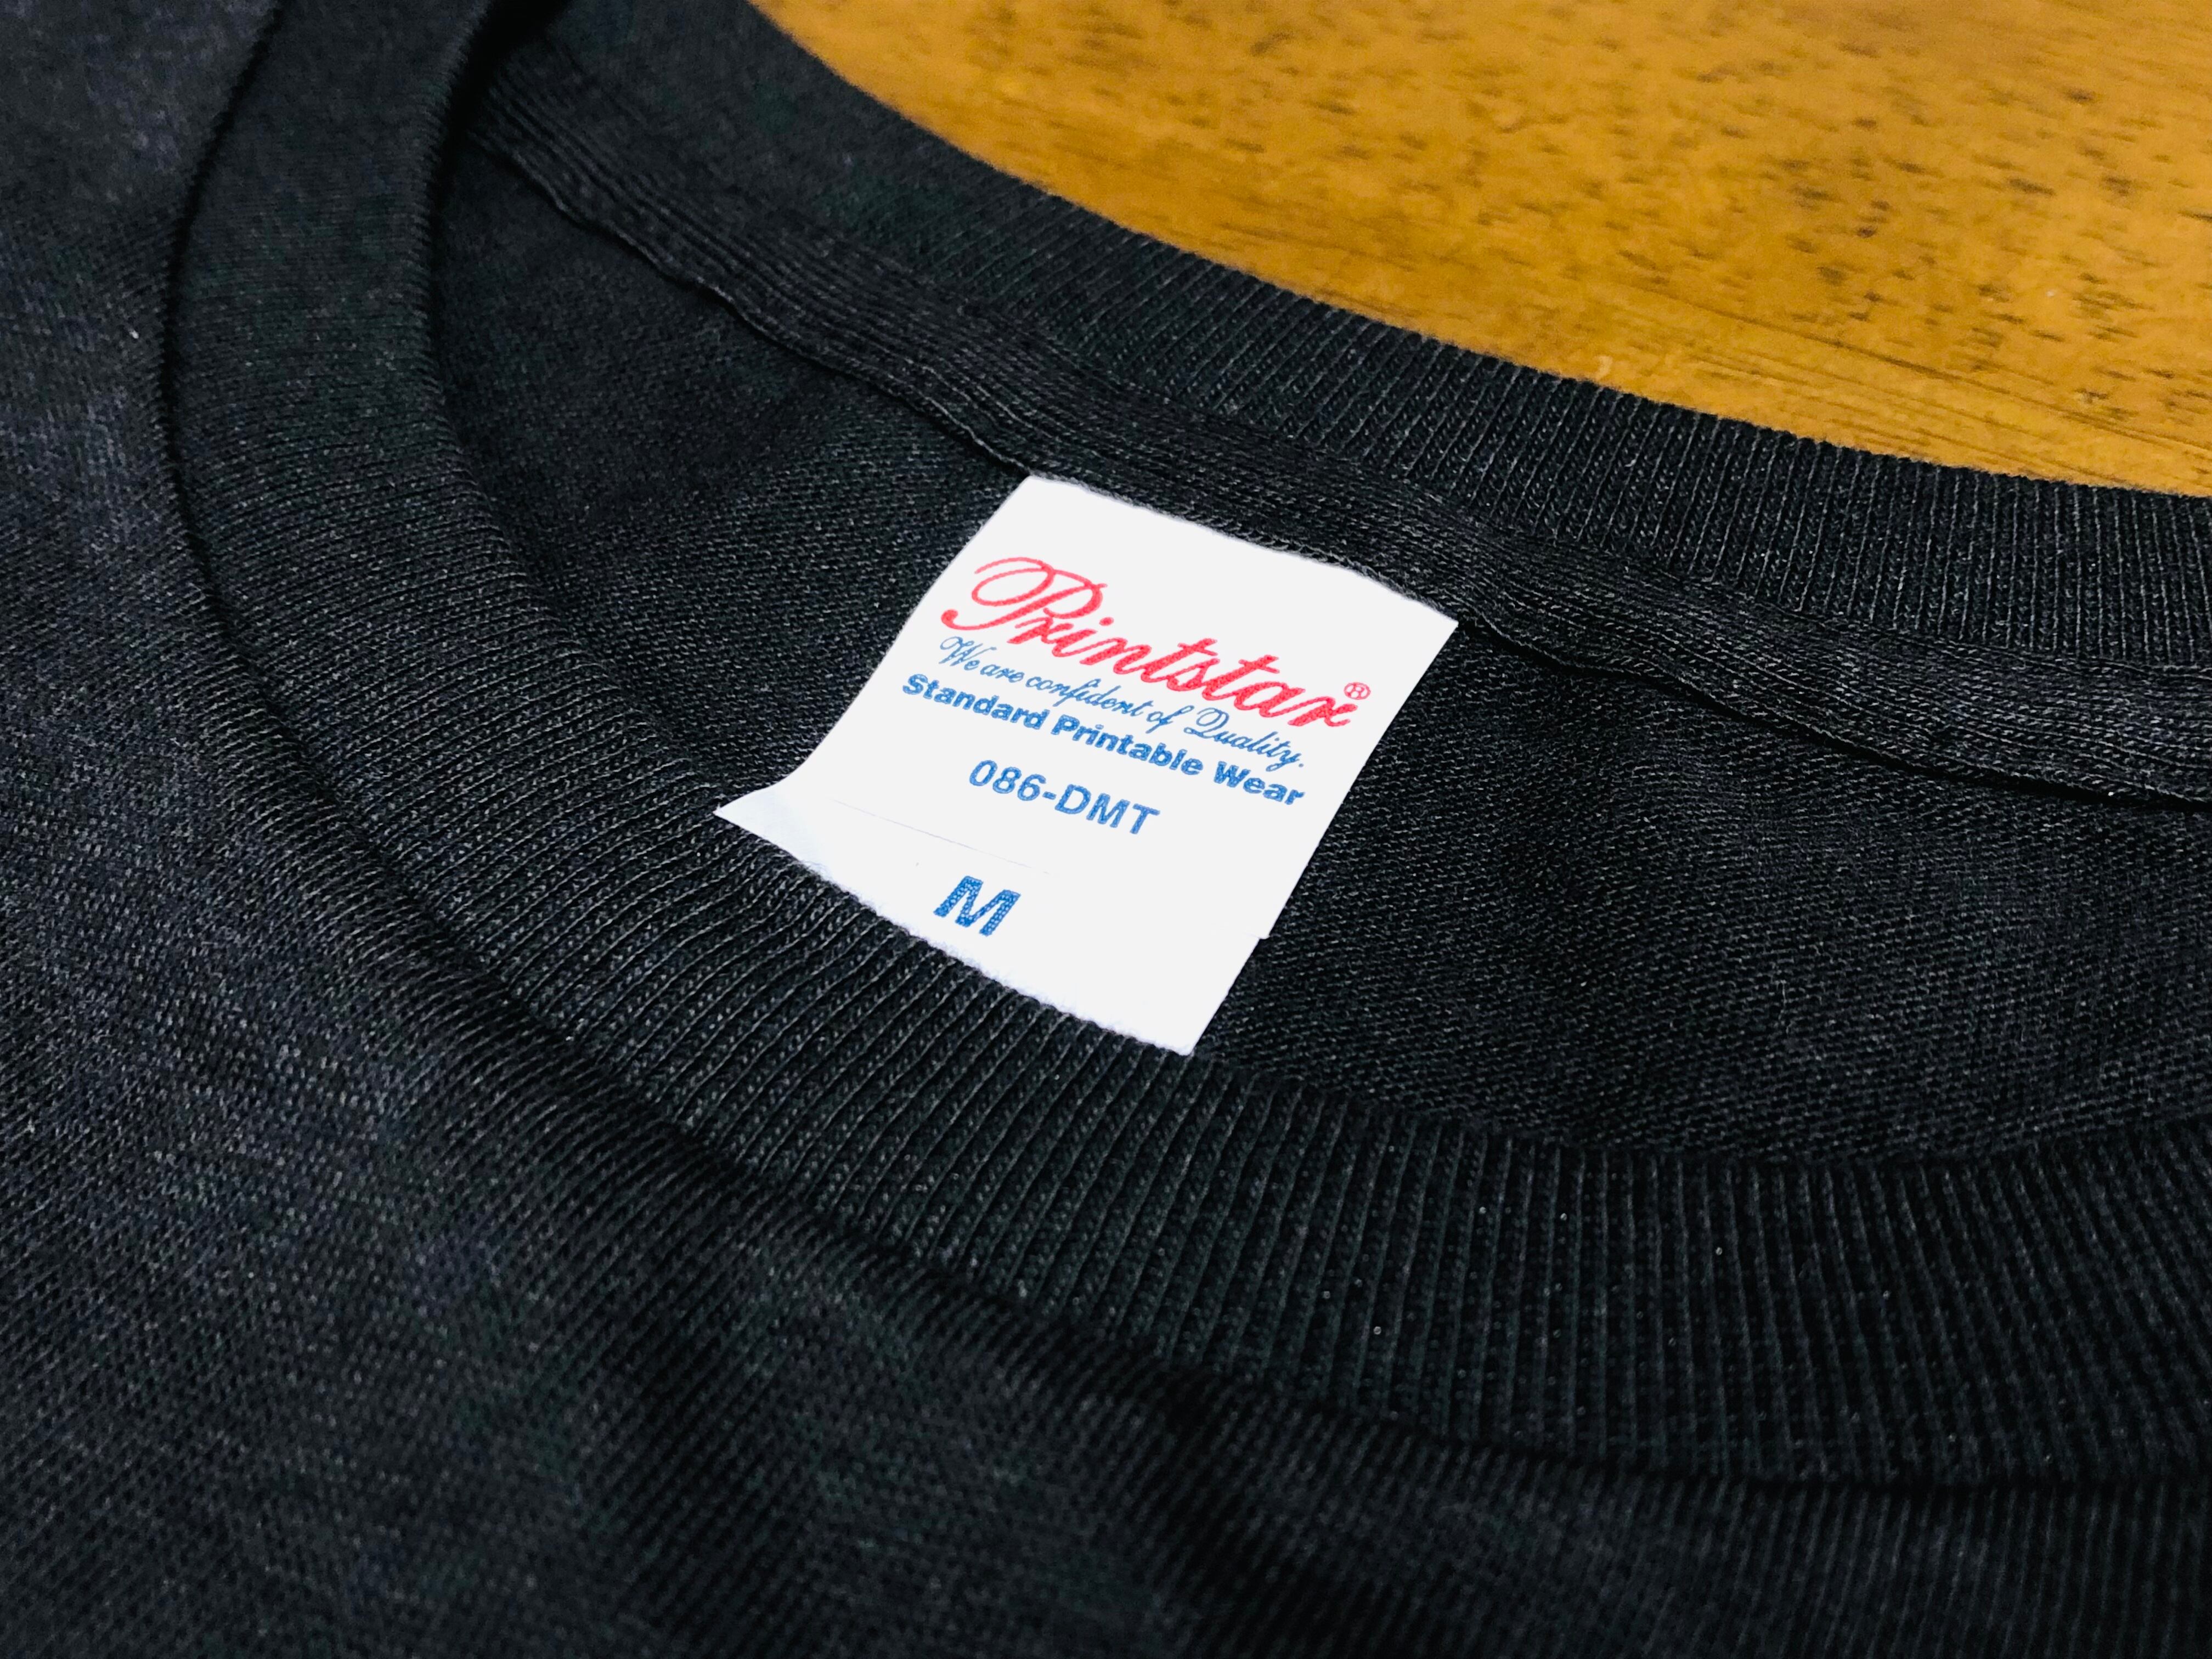 Printstar®
We are confident of Quality.
Standard Printable Wear
086-DMT
M